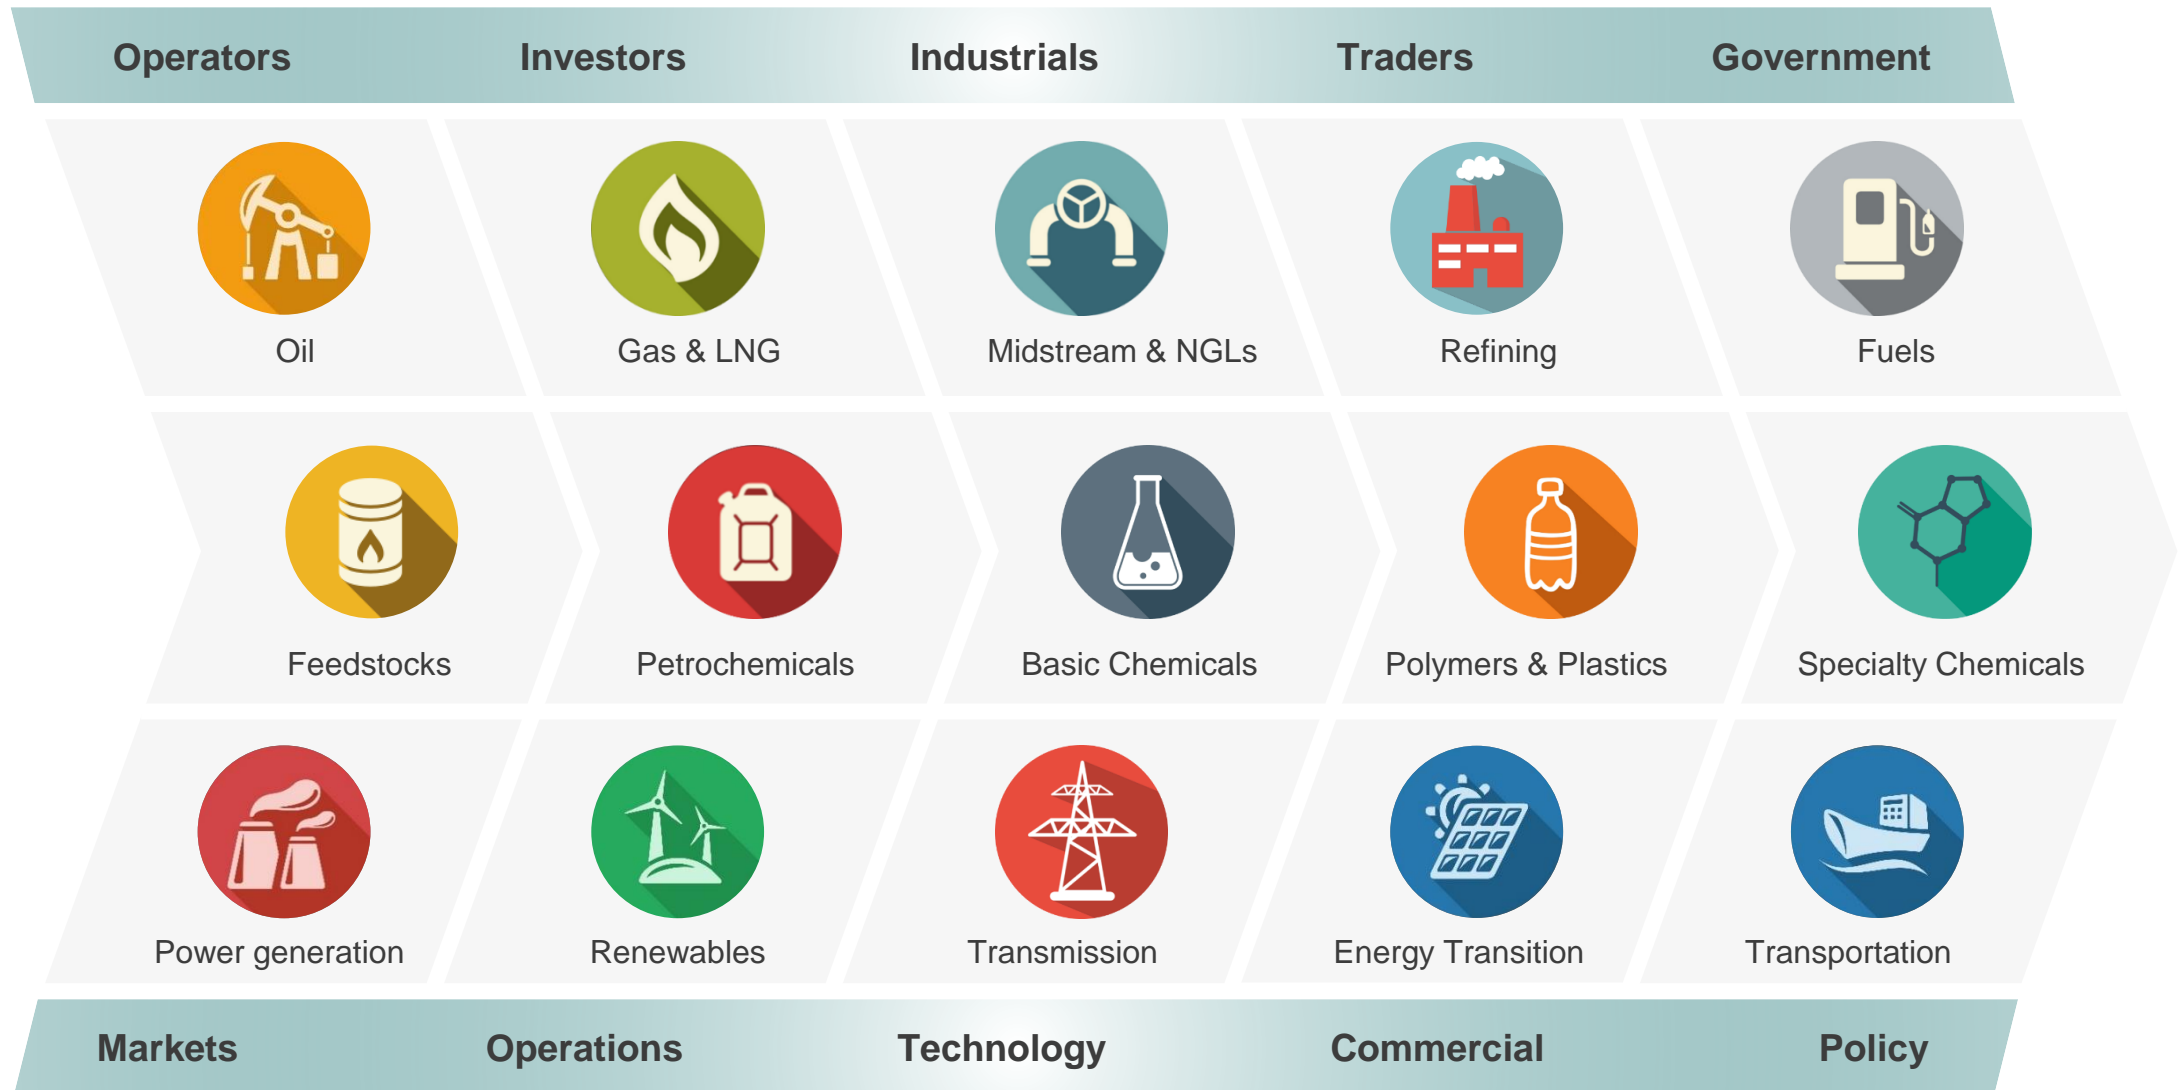 Operators
Investors
Industrials
Traders
Government
Oil
Gas & LNG
Midstream & NGLs
Refining
Fuels
Feedstocks
Petrochemicals
Basic Chemicals
Polymers & Plastics
Specialty Chemicals
Power generation
Renewables
Transmission
Energy Transition
Transportation
Markets
Operations
Technology
Commercial
Policy